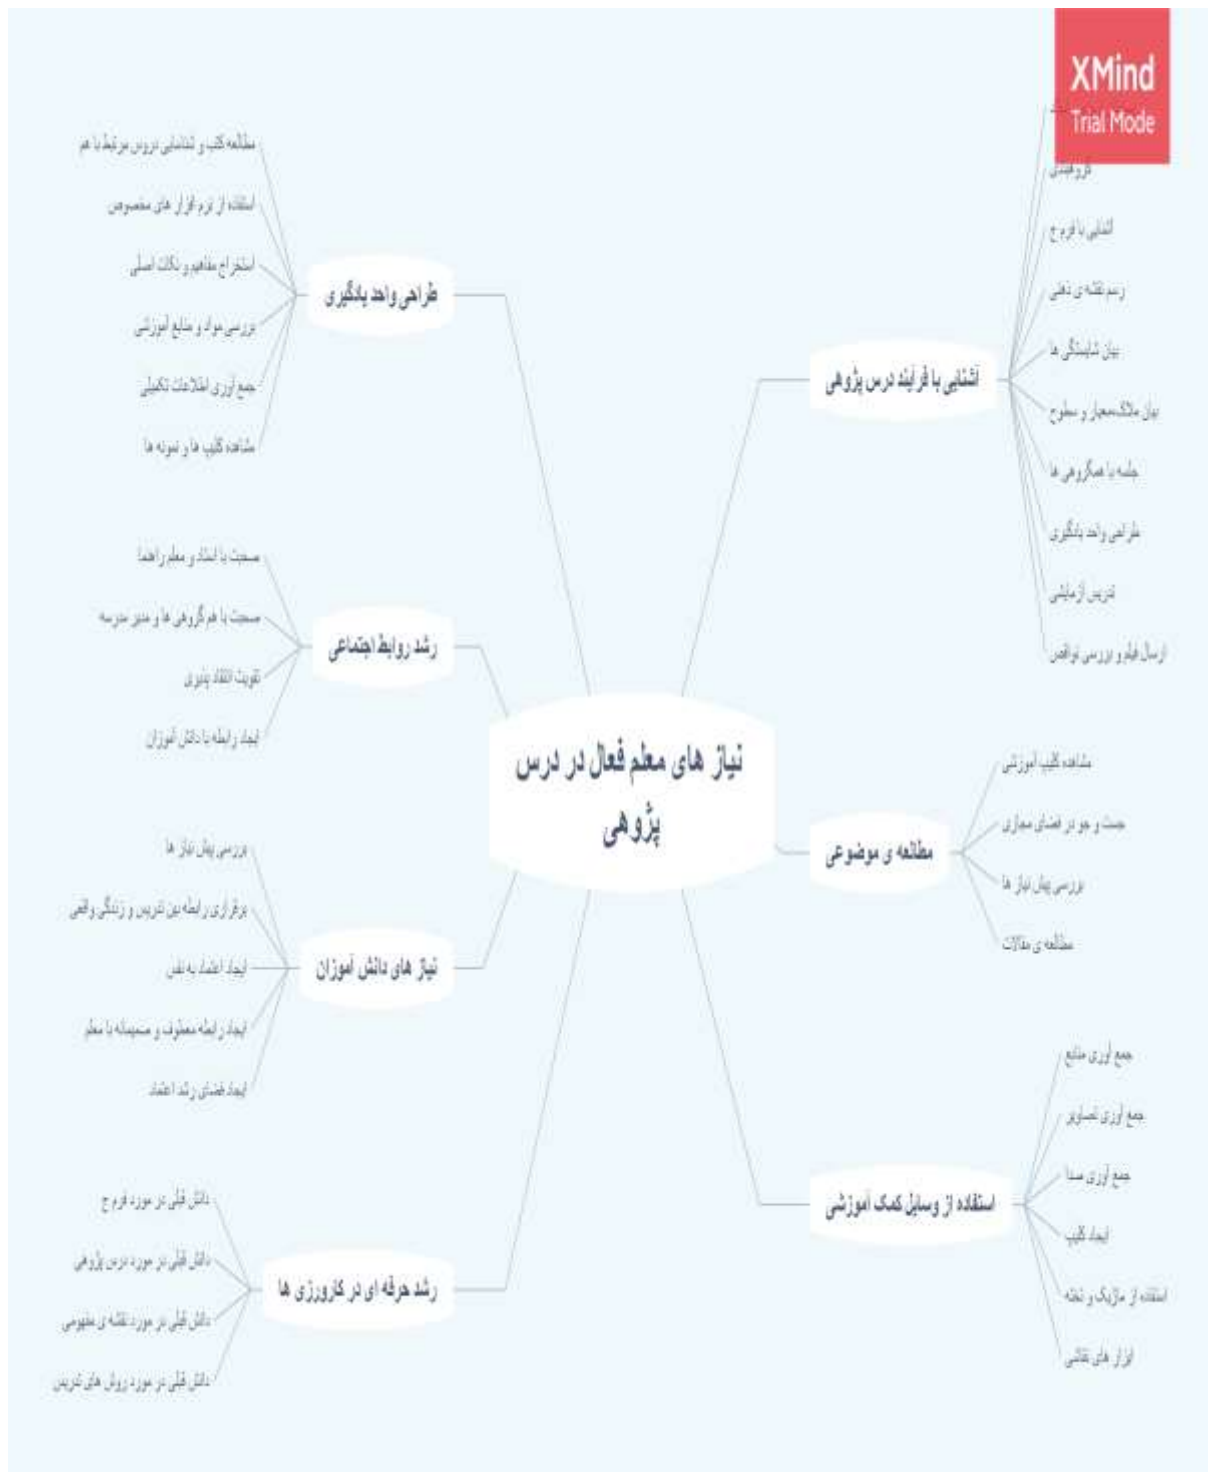 XMind
Trial Mode
نیاز های معلم فعال در درس
پژوهی
آشنایی با فرآیند درس پژوهی
گروهبندی
آشنایی با فرم ج
رسم نقشه ی ذهنی
بیان شایستگی ها
بیان ملاک،معیار و سطوح
جلسه با همگروهی ها
طراحی واحد یادگیری
تدریس آزمایشی
ارسال فیلم و بررسی نواقص
مطالعه ی موضوعی
مشاهده کلیپ آموزشی
جست و جو در فضای مجازی
بررسی پیش نیاز ها
مطالعه ی مقالات
استفاده از وسایل کمک آموزشی
جمع آوری منابع
جمع آوری تصاویر
جمع آوری صدا
ایجاد کلیپ
استفاده از ماژیک و تخته
ابزار های نقاشی
طراحی واحد یادگیری
مطالعه کتب و شناسایی دروس مرتبط با هم
استفاده از نرم افزار های مخصوص
استخراج مفاهیم و نکات اصلی
بررسی مواد و منابع آموزشی
جمع آوری اطلاعات تکمیلی
مشاهده کلیپ ها و نمونه ها
رشد روابط اجتماعی
صحبت با استاد و معلم راهنما
صحبت با هم گروهی ها و مدیر مدرسه
تقویت انتقاد پذیری
ایجاد رابطه با دانش آموزان
نیاز های دانش آموزان
بررسی پیش نیاز ها
برقراری رابطه بین تدریس و زندگی واقعی
ایجاد اعتماد به نفس
ایجاد رابطه معطوف و صمیمانه با معلم
ایجاد فضای رشد اعتماد
رشد حرفه ای در کارورزی ها
دانش قبلی در مورد فرم ج
دانش قبلی در مورد درس پژوهی
دانش قبلی در مورد نقشه ی مفهومی
دانش قبلی در مورد روش های تدریس